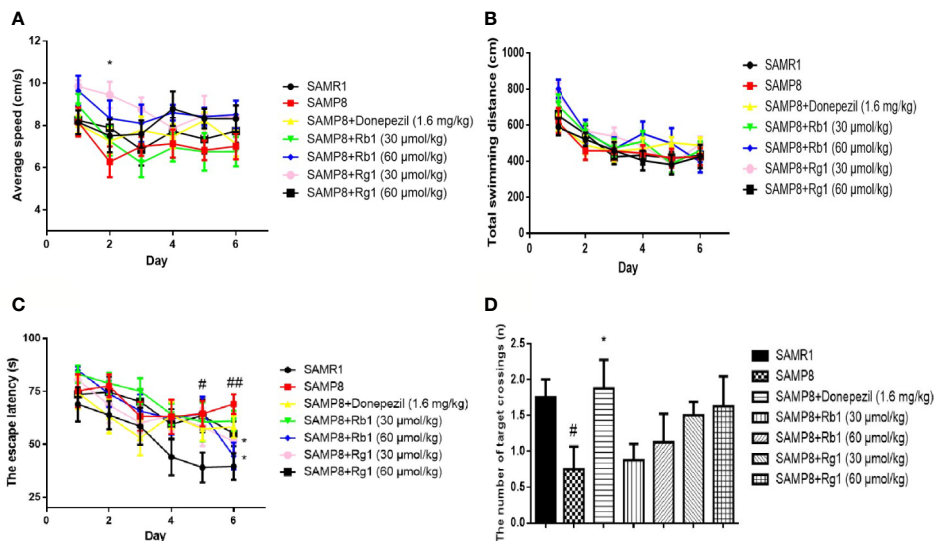 A
Average speed (cm/s)
12
10
8
6
4
*
0
2
4
6
Day
SAMR1
SAMP8
SAMP8+Donepezil (1.6 mg/kg)
SAMP8+Rb1 (30 μmol/kg)
SAMP8+Rb1 (60 μmol/kg)
SAMP8+Rg1 (30 μmol/kg)
SAMP8+Rg1 (60 μmol/kg)
B
Total swimming distance (cm)
1000
800
600
400
200
0
0
2
4
6
Day
SAMR1
SAMP8
SAMP8+Donepezil (1.6 mg/kg)
SAMP8+Rb1 (30 μmol/kg)
SAMP8+Rb1 (60 μmol/kg)
SAMP8+Rg1 (30 μmol/kg)
SAMP8+Rg1 (60 μmol/kg)
C
The escape latency (s)
100
75
50
25
# ##
*
*
0
2
4
6
Day
SAMR1
SAMP8
SAMP8+Donepezil (1.6 mg/kg)
SAMP8+Rb1 (30 μmol/kg)
SAMP8+Rb1 (60 μmol/kg)
SAMP8+Rg1 (30 μmol/kg)
SAMP8+Rg1 (60 μmol/kg)
D
The number of target crossings (n)
2.5
2.0
1.5
1.0
0.5
0.0
#
*
SAMR1
SAMP8
SAMP8+Donepezil (1.6 mg/kg)
SAMP8+Rb1 (30 μmol/kg)
SAMP8+Rb1 (60 μmol/kg)
SAMP8+Rg1 (30 μmol/kg)
SAMP8+Rg1 (60 μmol/kg)